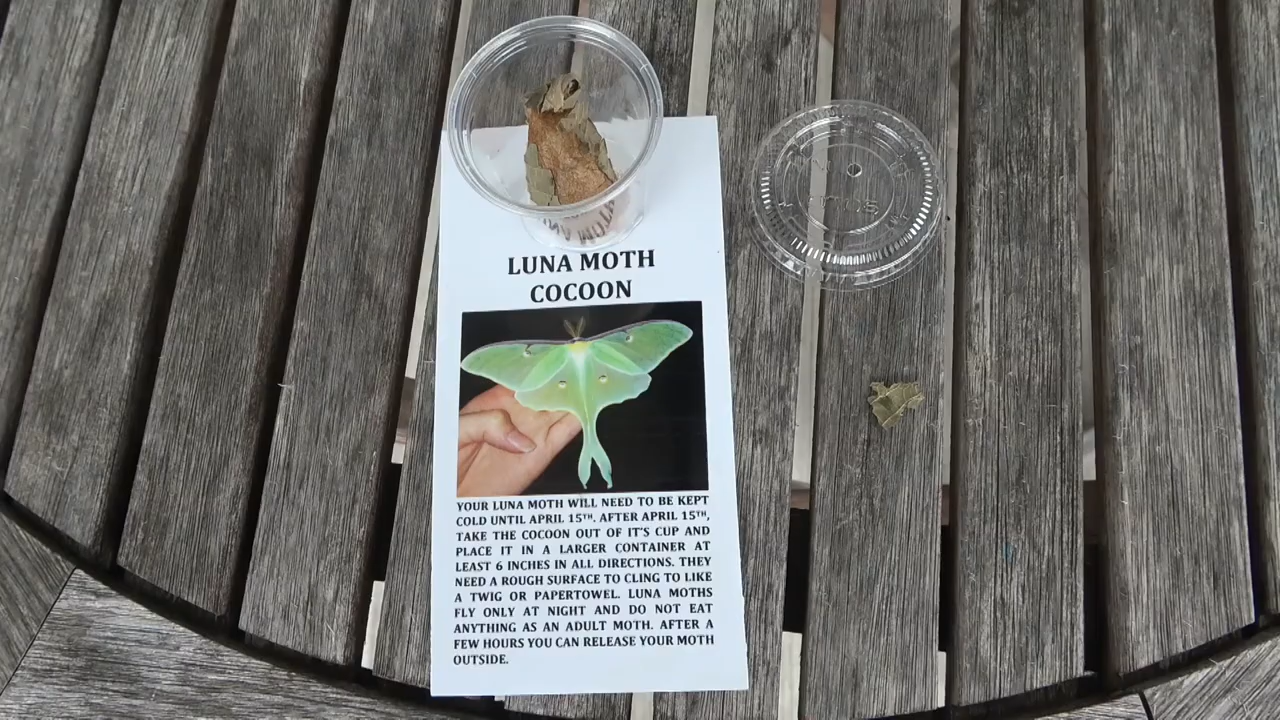 LUNA MOTH
COCOON
YOUR LUNA MOTH WILL NEED TO BE KEPT
COLD UNTIL APRIL 15TH. AFTER APRIL 15TH,
TAKE THE COCOON OUT OF IT'S CUP AND
PLACE IT IN A LARGER CONTAINER AT
LEAST 6 INCHES IN ALL DIRECTIONS. THEY
NEED A ROUGH SURFACE TO CLING TO LIKE
A TWIG OR PAPERTOWEL. LUNA MOTHS
FLY ONLY AT NIGHT AND DO NOT EAT
ANYTHING AS AN ADULT MOTH. AFTER A
FEW HOURS YOU CAN RELEASE YOUR MOTH
OUTSIDE.